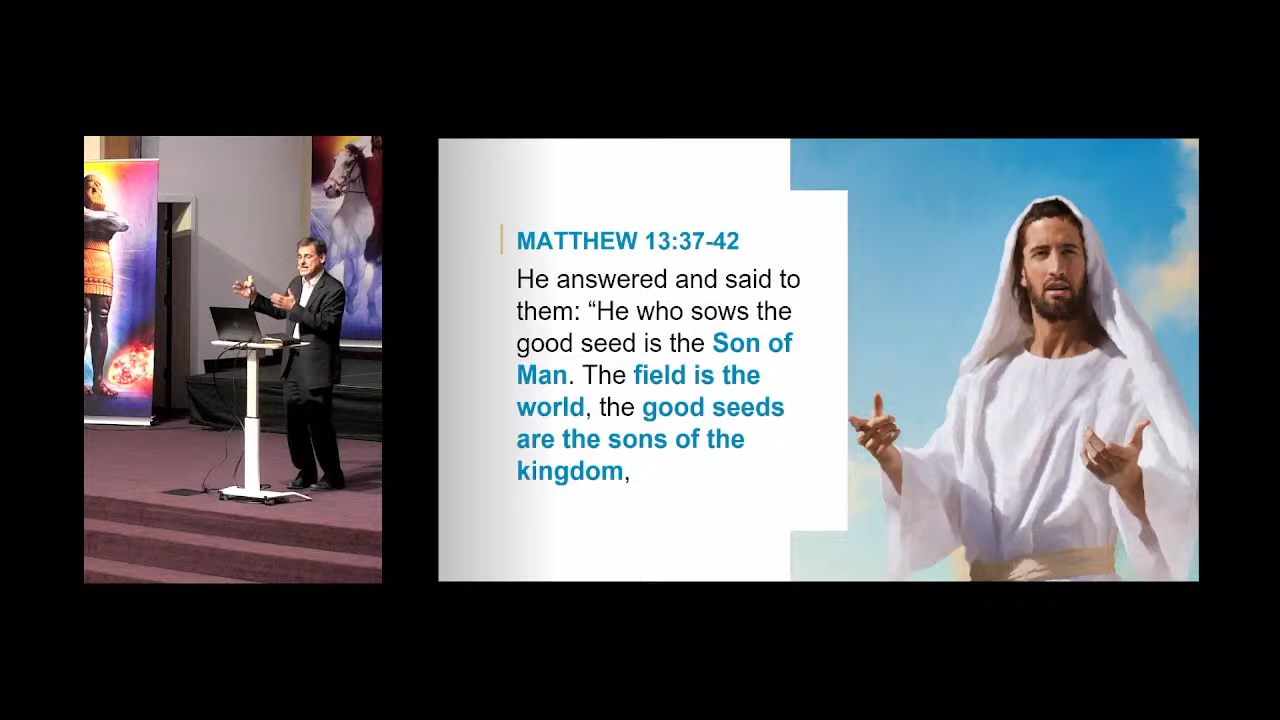 MATTHEW 13:37-42
He answered and said to
them: “He who sows the
good seed is the Son of
Man. The field is the
world, the good seeds
are the sons of the
kingdom,